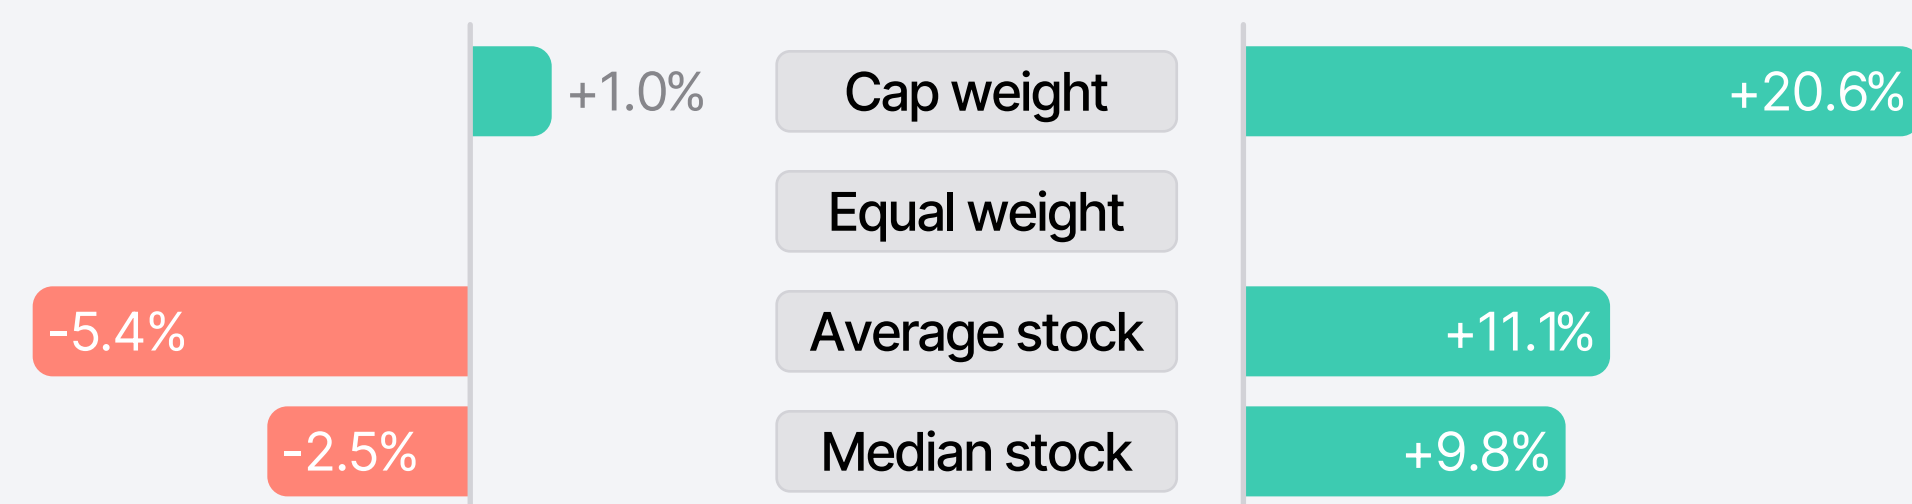 +1.0% Cap weight +20.6%
Equal weight
-5.4% Average stock +11.1%
-2.5% Median stock +9.8%